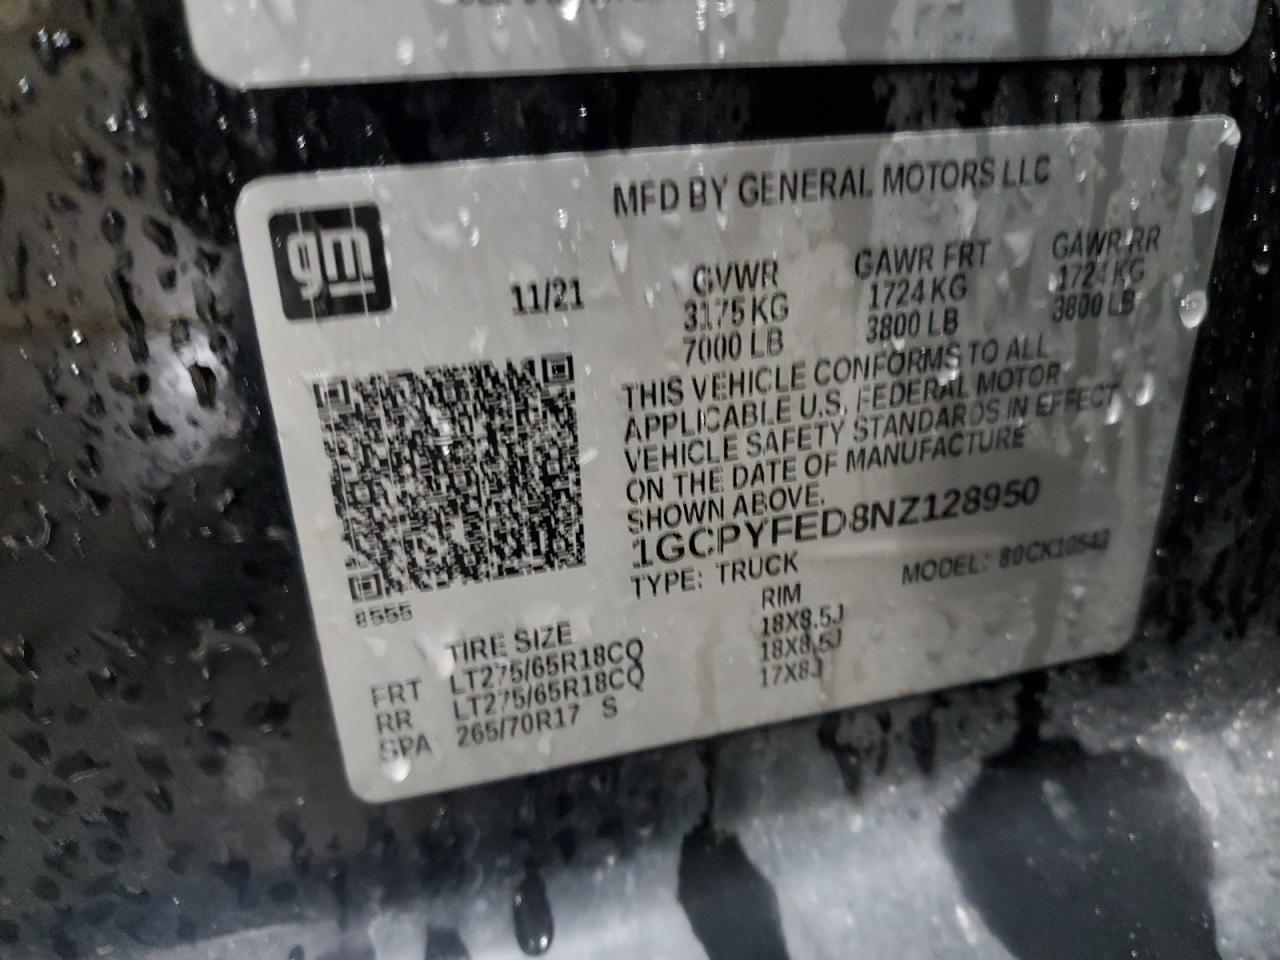 gm
MFD BY GENERAL MOTORS LLC
11/21
GVWR
3175 KG
7000 LB
GAWR FRT
1724 KG
3800 LB
GAWR RR
1724 KG
3800 LB
THIS VEHICLE CONFORMS TO ALL
APPLICABLE U.S. FEDERAL MOTOR
VEHICLE SAFETY STANDARDS IN EFFECT
ON THE DATE OF MANUFACTURE
SHOWN ABOVE.
1GCPYFED8NZ128950
TYPE: TRUCK
MODEL: 80CK10543
8555
TIRE SIZE RIM
FRT LT275/65R18CQ 18X8.5J
RR LT275/65R18CQ 18X8.5J
SPA 265/70R17 S 17X8J